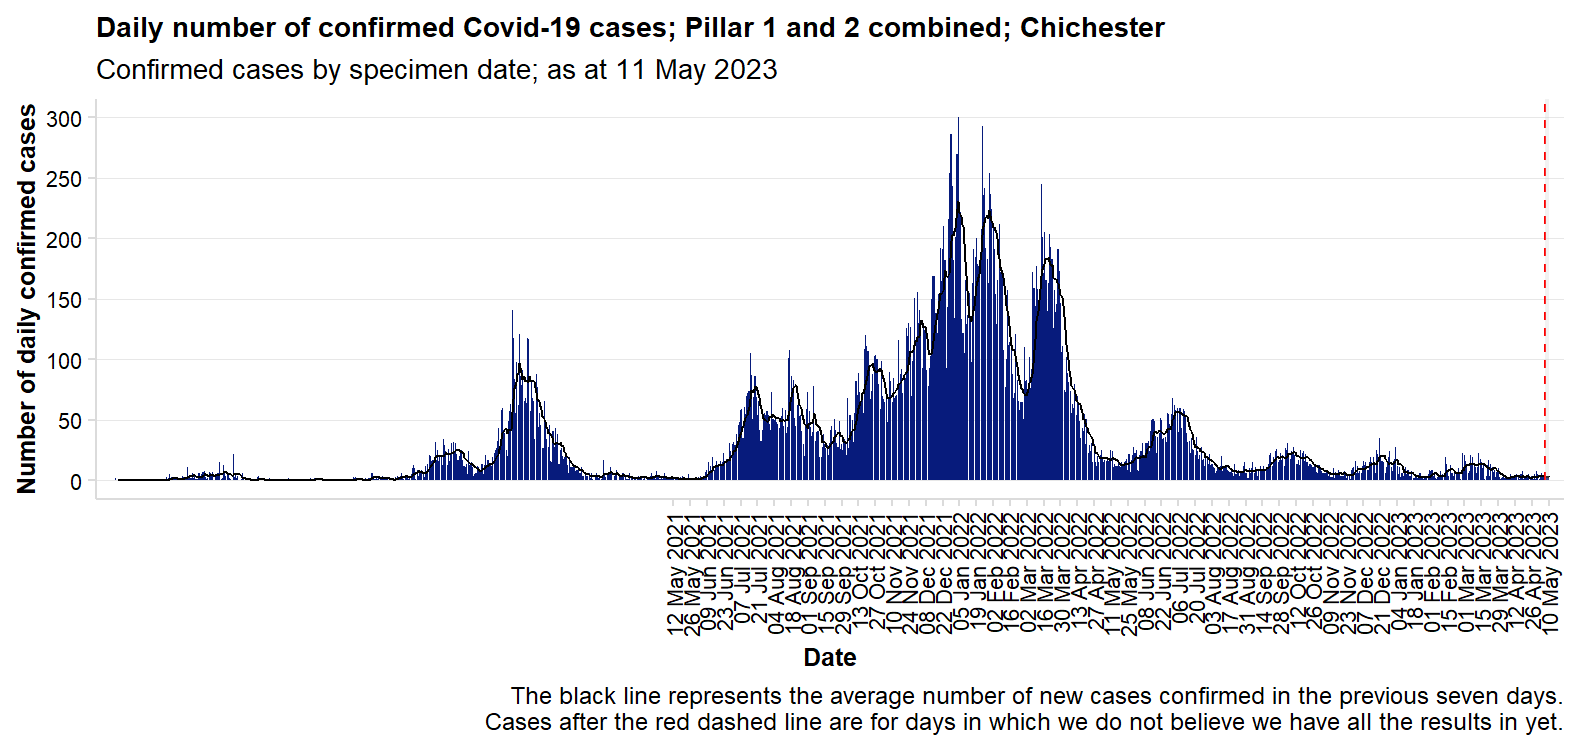 Daily number of confirmed Covid-19 cases; Pillar 1 and 2 combined; Chichester
Confirmed cases by specimen date; as at 11 May 2023
Number of daily confirmed cases
300
250
200
150
100
50
0
12 May 2021
26 May 2021
09 Jun 2021
23 Jun 2021
07 Jul 2021
21 Jul 2021
04 Aug 2021
18 Aug 2021
01 Sep 2021
15 Sep 2021
29 Sep 2021
13 Oct 2021
27 Oct 2021
10 Nov 2021
24 Nov 2021
08 Dec 2021
22 Dec 2021
05 Jan 2022
19 Jan 2022
02 Feb 2022
16 Feb 2022
02 Mar 2022
16 Mar 2022
30 Mar 2022
13 Apr 2022
27 Apr 2022
11 May 2022
25 May 2022
08 Jun 2022
22 Jun 2022
06 Jul 2022
20 Jul 2022
03 Aug 2022
17 Aug 2022
31 Aug 2022
14 Sep 2022
28 Sep 2022
12 Oct 2022
26 Oct 2022
09 Nov 2022
23 Nov 2022
07 Dec 2022
21 Dec 2022
04 Jan 2023
18 Jan 2023
01 Feb 2023
15 Feb 2023
01 Mar 2023
15 Mar 2023
29 Mar 2023
12 Apr 2023
26 Apr 2023
10 May 2023
Date
The black line represents the average number of new cases confirmed in the previous seven days.
Cases after the red dashed line are for days in which we do not believe we have all the results in yet.